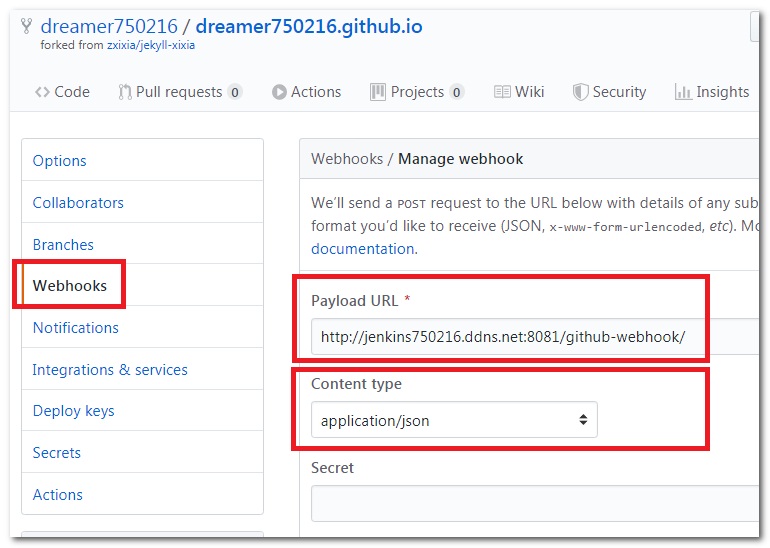 dreamer750216 / dreamer750216.github.io
forked from zxixia/jekyll-xixia
Code Pull requests 0 Actions Projects 0 Wiki Security Insights
Options
Collaborators
Branches
Webhooks
Notifications
Integrations & services
Deploy keys
Secrets
Actions
Webhooks / Manage webhook
We'll send a POST request to the URL below with details of any sub
format you'd like to receive (JSON, x-www-form-urlencoded, etc). Mo
documentation.
Payload URL *
http://jenkins750216.ddns.net:8081/github-webhook/
Content type
application/json
Secret